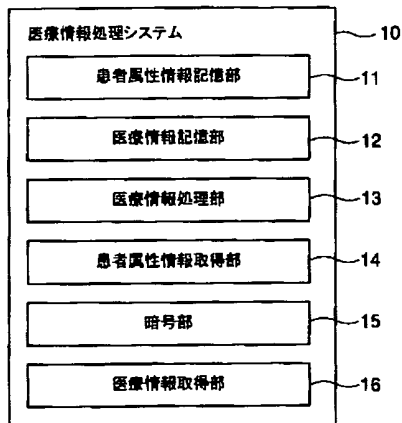 医療情報処理システム 10
患者属性情報記憶部 11
医療情報記憶部 12
医療情報処理部 13
患者属性情報取得部 14
暗号部 15
医療情報取得部 16